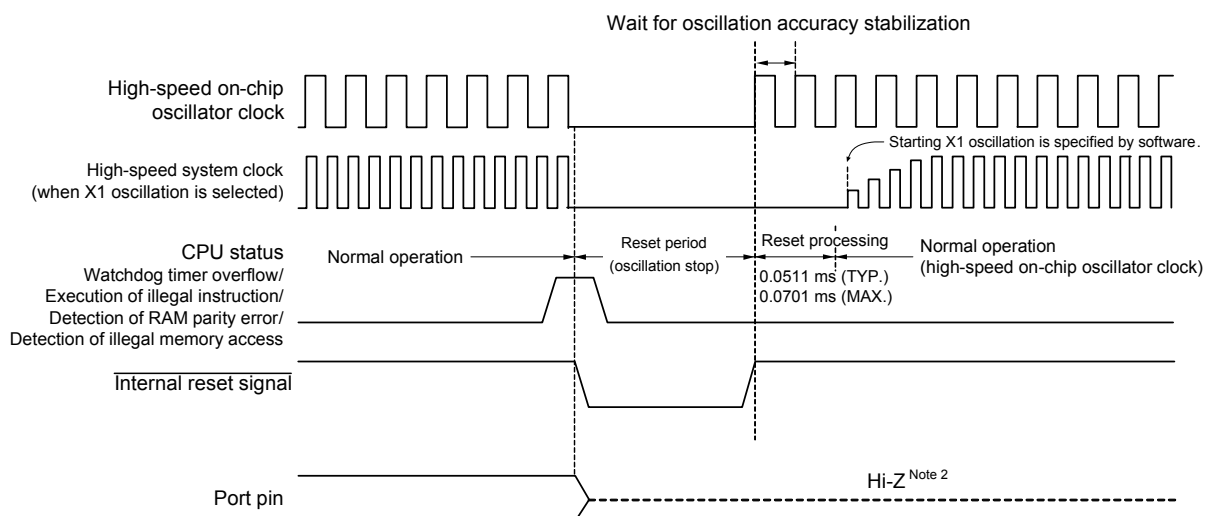 Wait for oscillation accuracy stabilization
High-speed on-chip
oscillator clock
Starting X1 oscillation is specified by software.
High-speed system clock
(when X1 oscillation is selected)
CPU status
Normal operation
Reset period
(oscillation stop)
Reset processing
0.0511 ms (TYP.)
0.0701 ms (MAX.)
Normal operation
(high-speed on-chip oscillator clock)
Watchdog timer overflow/
Execution of illegal instruction/
Detection of RAM parity error/
Detection of illegal memory access
Internal reset signal
Port pin
Hi-Z Note 2